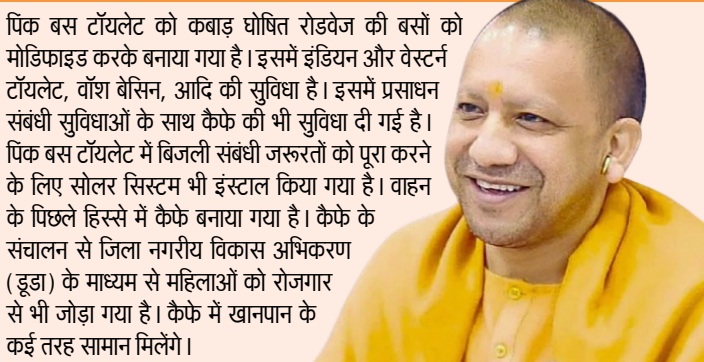 पिंक बस टॉयलेट को कबाड़ घोषित रोडवेज की बसों को
मोडिफाइड करके बनाया गया है। इसमें इंडियन और वेस्टर्न
टॉयलेट, वॉश बेसिन, आदि की सुविधा है। इसमें प्रसाधन
संबंधी सुविधाओं के साथ कैफे की भी सुविधा दी गई है।
पिंक बस टॉयलेट में बिजली संबंधी जरूरतों को पूरा करने
के लिए सोलर सिस्टम भी इंस्टाल किया गया है। वाहन
के पिछले हिस्से में कैफे बनाया गया है। कैफे के
संचालन से जिला नगरीय विकास अभिकरण
(डूडा) के माध्यम से महिलाओं को रोजगार
से भी जोड़ा गया है। कैफे में खानपान के
कई तरह सामान मिलेंगे।